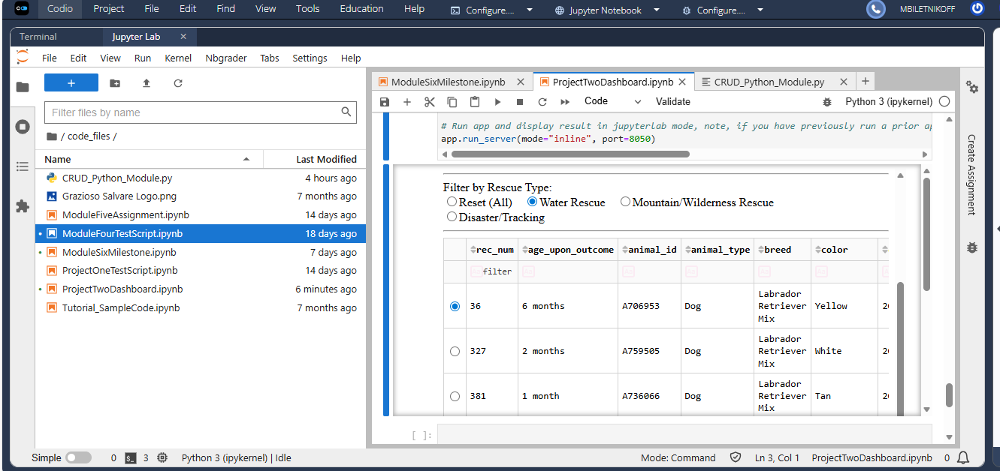 Codio Project File Edit Find View Tools Education Help Configure.... Jupyter Notebook Configure.... MBILETNIKOFF
Terminal Jupyter Lab
File Edit View Run Kernel Nbgrader Tabs Settings Help
Filter files by name
/ code_files /
Name Last Modified
CRUD_Python_Module.py 4 hours ago
Grazioso Salvare Logo.png 7 months ago
ModuleFiveAssignment.ipynb 14 days ago
ModuleFourTestScript.ipynb 18 days ago
ModuleSixMilestone.ipynb 7 days ago
ProjectOneTestScript.ipynb 14 days ago
ProjectTwoDashboard.ipynb 6 minutes ago
Tutorial_SampleCode.ipynb 7 months ago
ModuleSixMilestone.ipynb ProjectTwoDashboard.ipynb CRUD_Python_Module.py
Code Validate Python 3 (ipykernel)
# Run app and display result in jupyterlab mode, note, if you have previously run a prior
app.run_server(mode="inline", port=8050)
Filter by Rescue Type:
Reset (All) Water Rescue Mountain/Wilderness Rescue
Disaster/Tracking
rec_num age_upon_outcome animal_id animal_type breed color
filter
36 6 months A706953 Dog Labrador Retriever Mix Yellow
327 2 months A759505 Dog Labrador Retriever Mix White
381 1 month A736066 Dog Labrador Retriever Mix Tan
[ ]:
Create Assignment
Simple 0 3 Python 3 (ipykernel) | Idle Mode: Command Ln 3, Col 1 ProjectTwoDashboard.ipynb 0